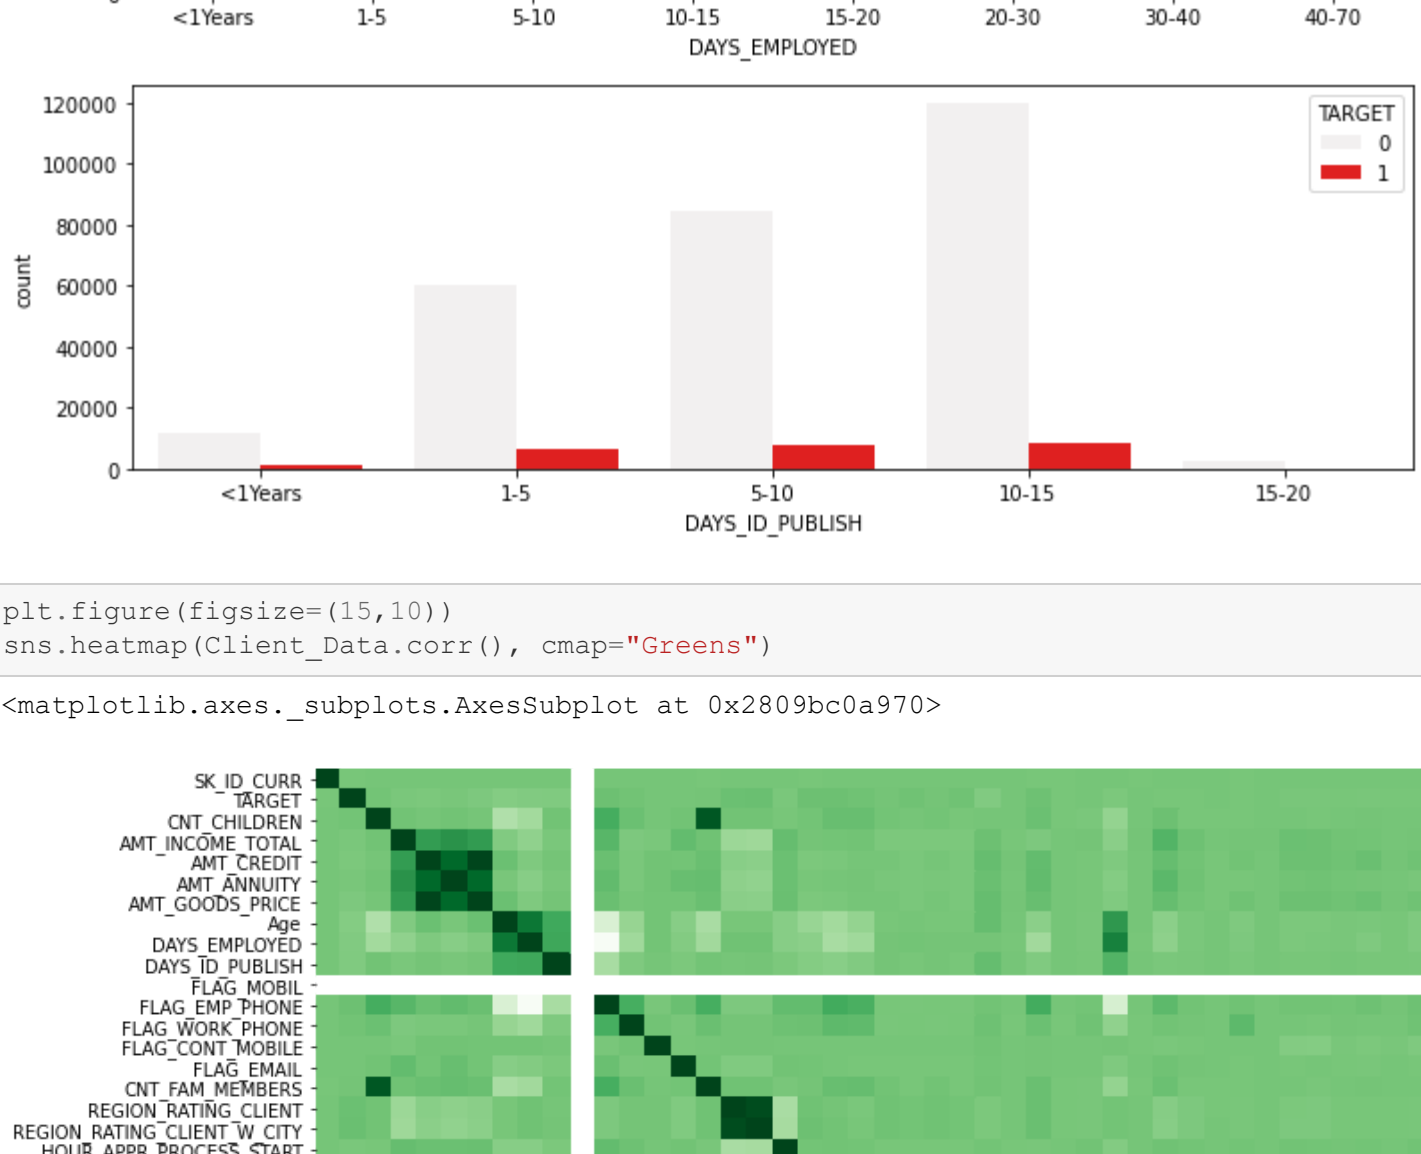 <1Years 1-5 5-10 10-15 15-20 20-30 30-40 40-70
DAYS_EMPLOYED
120000
100000
80000
60000
40000
20000
0
count
TARGET
0
1
<1Years 1-5 5-10 10-15 15-20
DAYS_ID_PUBLISH
plt.figure(figsize=(15,10))
sns.heatmap(Client_Data.corr(), cmap="Greens")
<matplotlib.axes._subplots.AxesSubplot at 0x2809bc0a970>
SK_ID_CURR
TARGET
CNT_CHILDREN
AMT_INCOME_TOTAL
AMT_CREDIT
AMT_ANNUITY
AMT_GOODS_PRICE
Age
DAYS_EMPLOYED
DAYS_ID_PUBLISH
FLAG_MOBIL
FLAG_EMP_PHONE
FLAG_WORK_PHONE
FLAG_CONT_MOBILE
FLAG_EMAIL
CNT_FAM_MEMBERS
REGION_RATING_CLIENT
REGION_RATING_CLIENT_W_CITY
HOUR_APPR_PROCESS_START